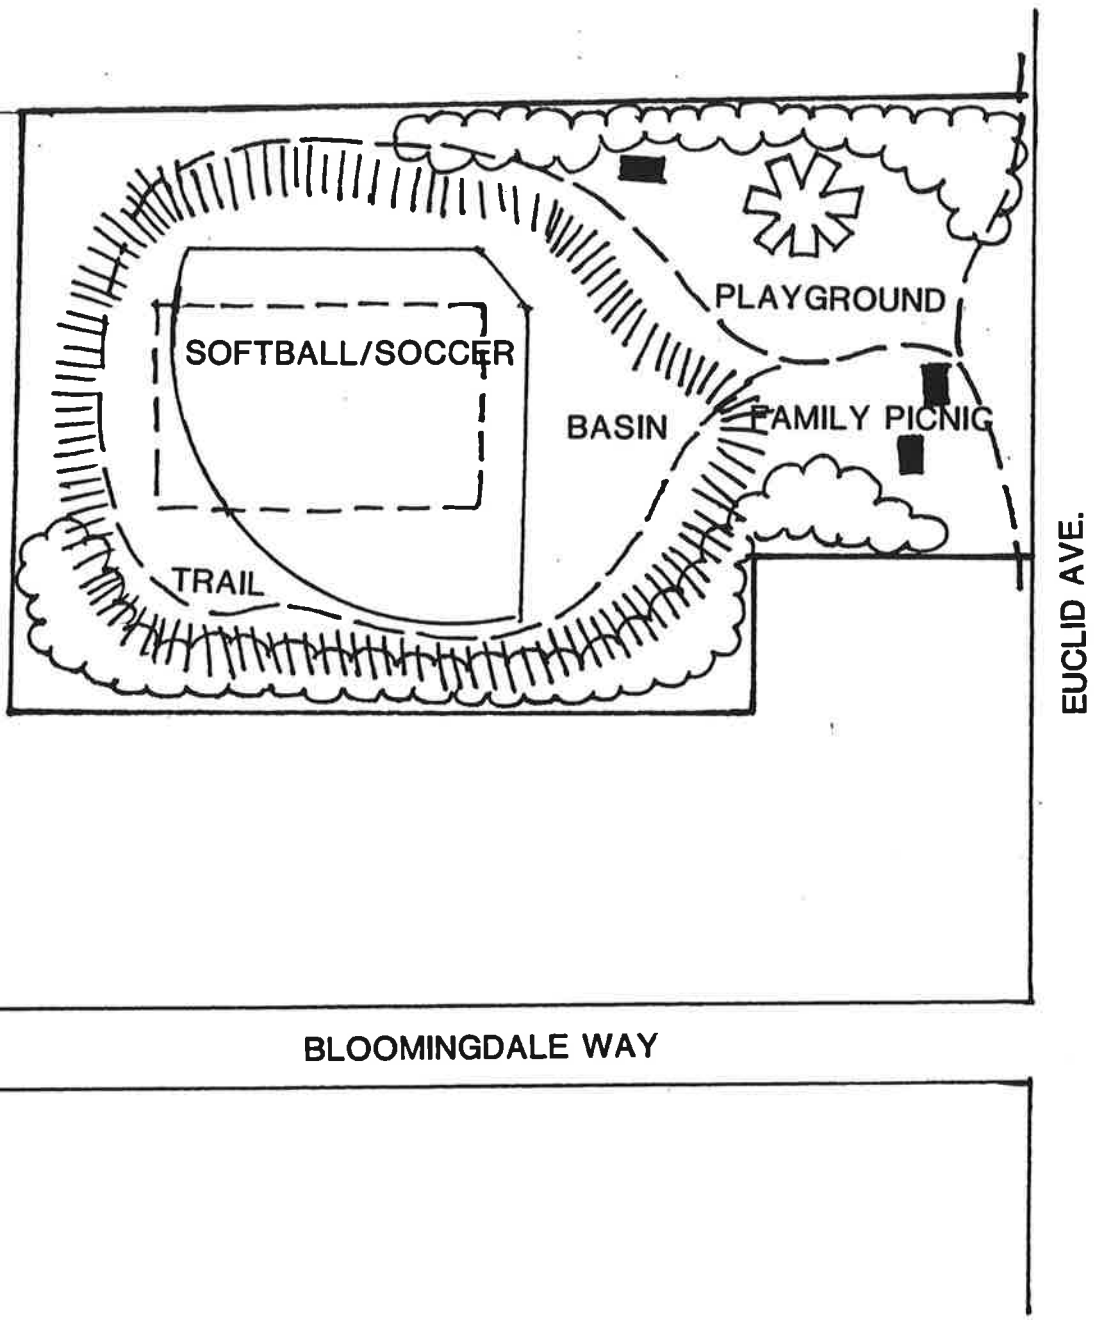 PLAYGROUND
SOFTBALL/SOCCER
FAMILY PICNIC
BASIN
TRAIL
EUCLID AVE.
BLOOMINGDALE WAY